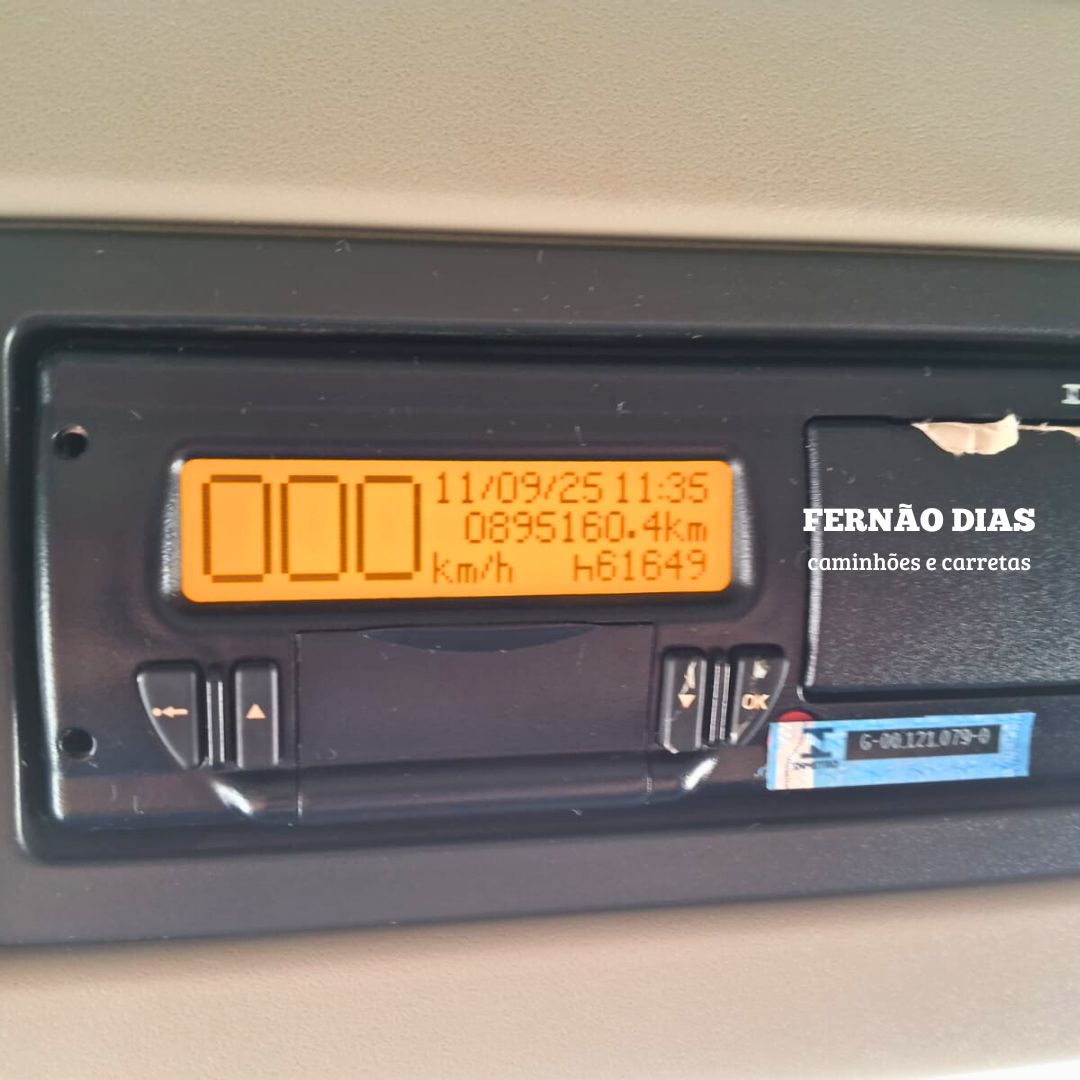 000
11/09/25 11:35
0895160.4km
km/h h61649
FERNÃO DIAS
caminhões e carretas
OK
6-00.121.079-0